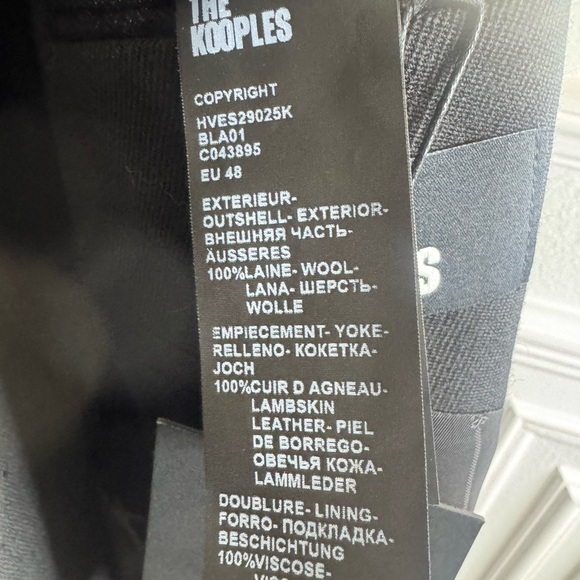 THE
KOOPLES
COPYRIGHT
HVES29025K
BLA01
C043895
EU 48
EXTERIEUR-
OUTSHELL- EXTERIOR-
ВНЕШНЯЯ ЧАСТЬ-
ÄUSSERES
100%LAINE- WOOL-
LANA- ШЕРСТЬ-
WOLLE
EMPIECEMENT- YOKE-
RELLENO- КОКЕТКА-
JOCH
100%CUIR D AGNEAU-
LAMBSKIN
LEATHER- PIEL
DE BORREGO-
ОВЕЧЬЯ КОЖА-
LAMMLEDER
DOUBLURE- LINING-
FORRO- ПОДКЛАДКА-
BESCHICHTUNG
100%VISCOSE-
S